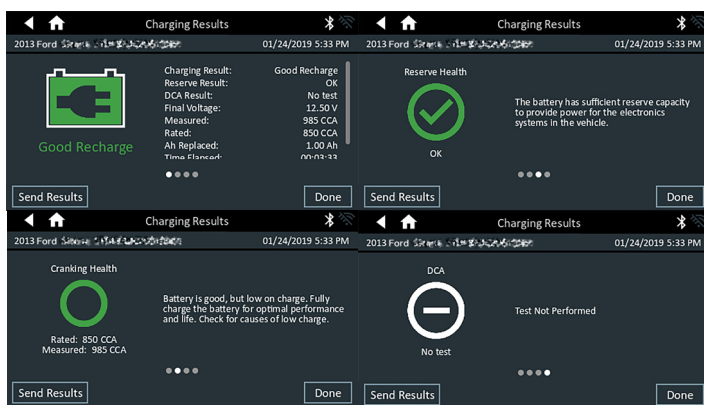 Charging Results
2013 Ford
01/24/2019 5:33 PM
Good Recharge
Charging Result: Good Recharge
Reserve Result: OK
DCA Result: No test
Final Voltage: 12.50 V
Measured: 985 CCA
Rated: 850 CCA
Ah Replaced: 1.00 Ah
Time Elapsed: 00:03:33
Send Results
Done
Charging Results
2013 Ford
01/24/2019 5:33 PM
Reserve Health
OK
The battery has sufficient reserve capacity
to provide power for the electronics
systems in the vehicle.
Send Results
Done
Charging Results
2013 Ford
01/24/2019 5:33 PM
Cranking Health
Rated: 850 CCA
Measured: 985 CCA
Battery is good, but low on charge. Fully
charge the battery for optimal performance
and life. Check for causes of low charge.
Send Results
Done
Charging Results
2013 Ford
01/24/2019 5:33 PM
DCA
No test
Test Not Performed
Send Results
Done